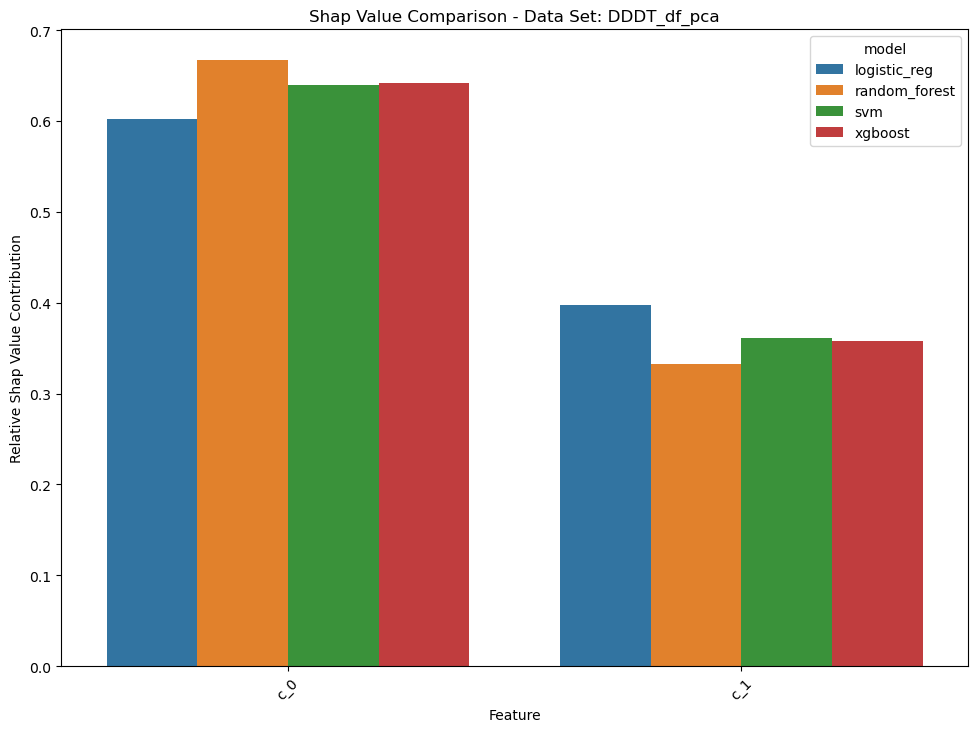 Shap Value Comparison - Data Set: DDDT_df_pca
model
logistic_reg
random_forest
svm
xgboost
Relative Shap Value Contribution
0.7
0.6
0.5
0.4
0.3
0.2
0.1
0.0
c_0
c_1
Feature